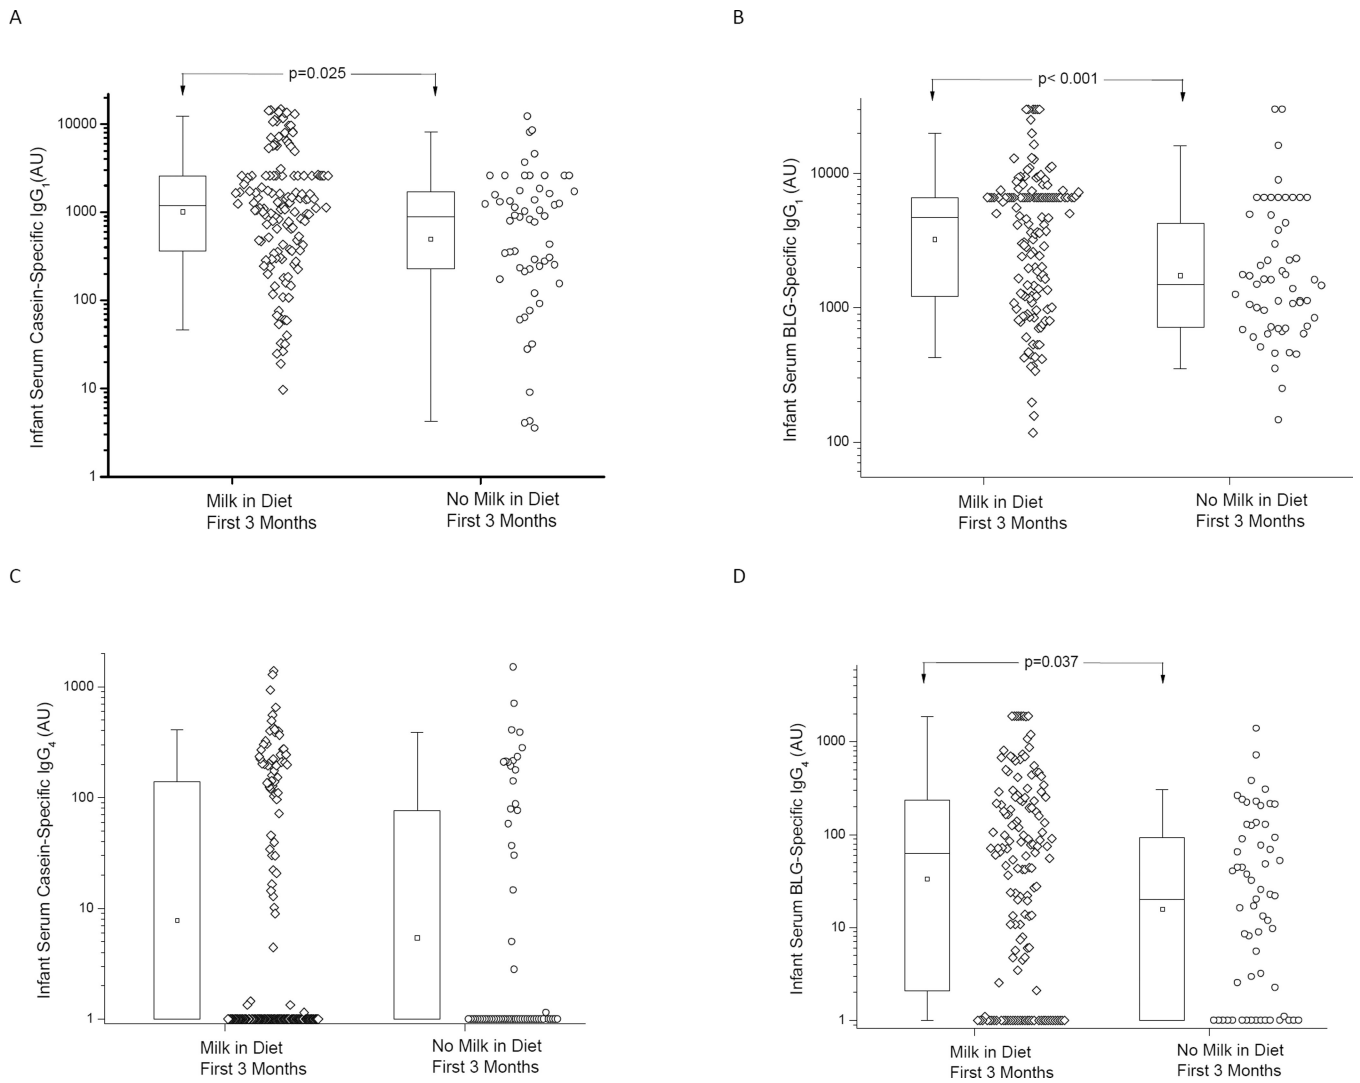 A
B
p=0.025
p< 0.001
Infant Serum Casein-Specific IgG1(AU)
10000
1000
100
10
1
Milk in Diet
First 3 Months
No Milk in Diet
First 3 Months
Infant Serum BLG-Specific IgG1 (AU)
10000
1000
100
Milk in Diet
First 3 Months
No Milk in Diet
First 3 Months
C
D
Infant Serum Casein-Specific IgG4 (AU)
1000
100
10
1
Milk in Diet
First 3 Months
No Milk in Diet
First 3 Months
p=0.037
Infant Serum BLG-Specific IgG4 (AU)
1000
100
10
1
Milk in Diet
First 3 Months
No Milk in Diet
First 3 Months